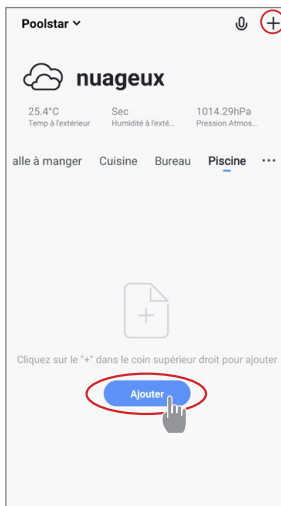 Poolstar
nuageux
25.4°C Sec 1014.29hPa
Temp à l'extérieur Humidité à l'exté... Pression Atmos...
alle à manger Cuisine Bureau Piscine ...
Cliquez sur le "+" dans le coin supérieur droit pour ajouter
Ajouter